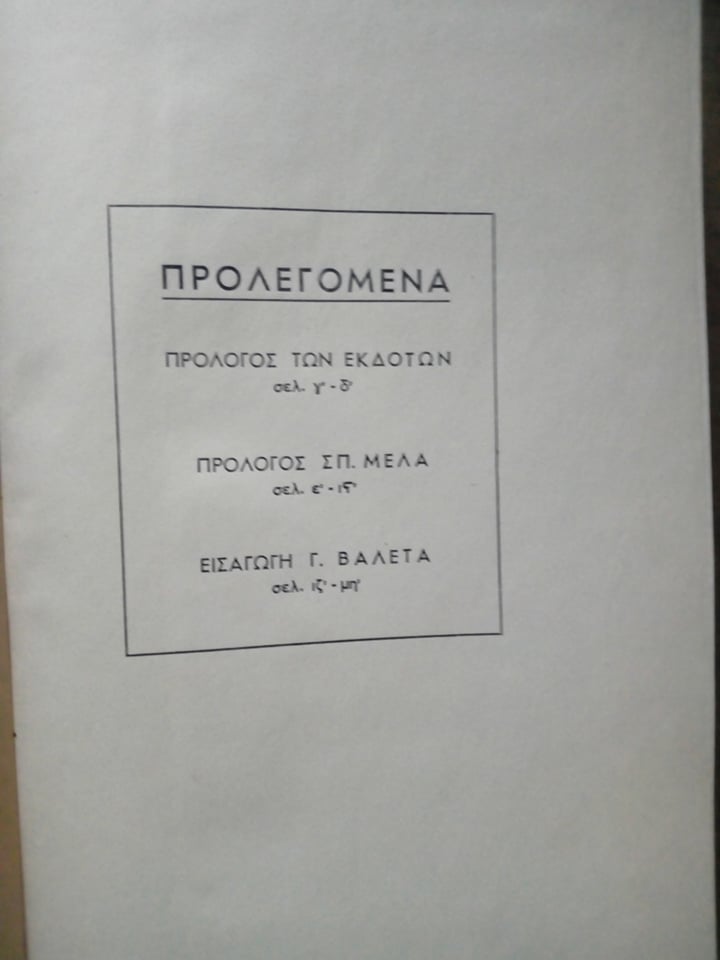 ΠΡΟΛΕΓΟΜΕΝΑ
ΠΡΟΛΟΓΟΣ ΤΩΝ ΕΚΔΟΤΩΝ
σελ. γ' - δ'
ΠΡΟΛΟΓΟΣ ΣΠ. ΜΕΛΑ
σελ. ε' - ιϛ'
ΕΙΣΑΓΩΓΗ Γ. ΒΑΛΕΤΑ
σελ. ιζ' - μη'